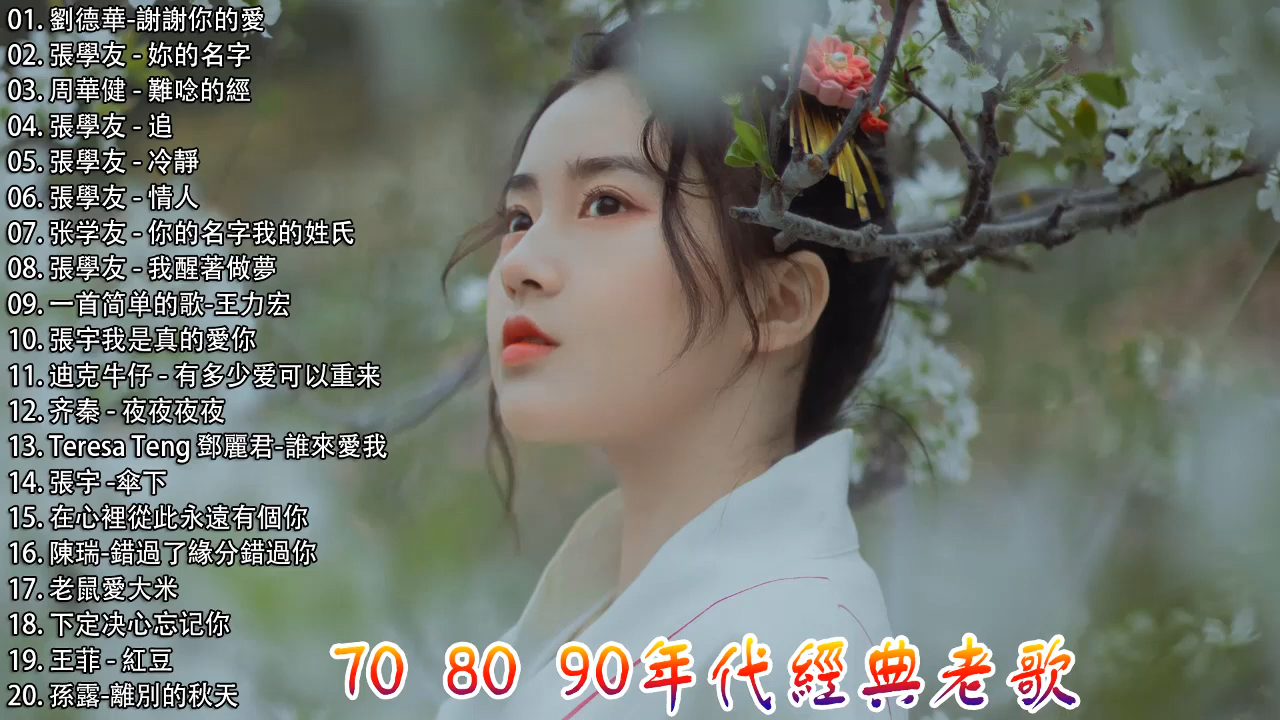 01. 劉德華-謝謝你的愛
02. 張學友 - 妳的名字
03. 周華健 - 難唸的經
04. 張學友 - 追
05. 張學友 - 冷靜
06. 張學友 - 情人
07. 张学友 - 你的名字我的姓氏
08. 張學友 - 我醒著做夢
09. 一首简单的歌-王力宏
10. 張宇我是真的愛你
11. 迪克牛仔 - 有多少爱可以重来
12. 齐秦 - 夜夜夜夜
13. Teresa Teng 鄧麗君-誰來愛我
14. 張宇 -傘下
15. 在心裡從此永遠有個你
16. 陳瑞-錯過了緣分錯過你
17. 老鼠愛大米
18. 下定决心忘记你
19. 王菲 - 紅豆
20. 孫露-離別的秋天
70 80 90年代經典老歌